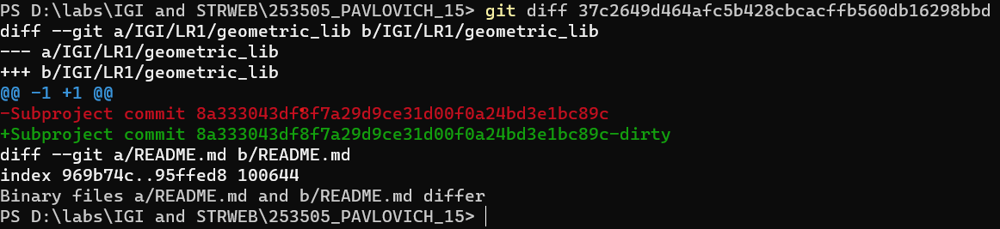 PS D:\labs\IGI and STRWEB\253505_PAVLOVICH_15> git diff 37c2649d464afc5b428cbcacffb560db16298bbd
diff --git a/IGI/LR1/geometric_lib b/IGI/LR1/geometric_lib
--- a/IGI/LR1/geometric_lib
+++ b/IGI/LR1/geometric_lib
@@ -1 +1 @@
-Subproject commit 8a333043df8f7a29d9ce31d00f0a24bd3e1bc89c
+Subproject commit 8a333043df8f7a29d9ce31d00f0a24bd3e1bc89c-dirty
diff --git a/README.md b/README.md
index 969b74c..95ffed8 100644
Binary files a/README.md and b/README.md differ
PS D:\labs\IGI and STRWEB\253505_PAVLOVICH_15>